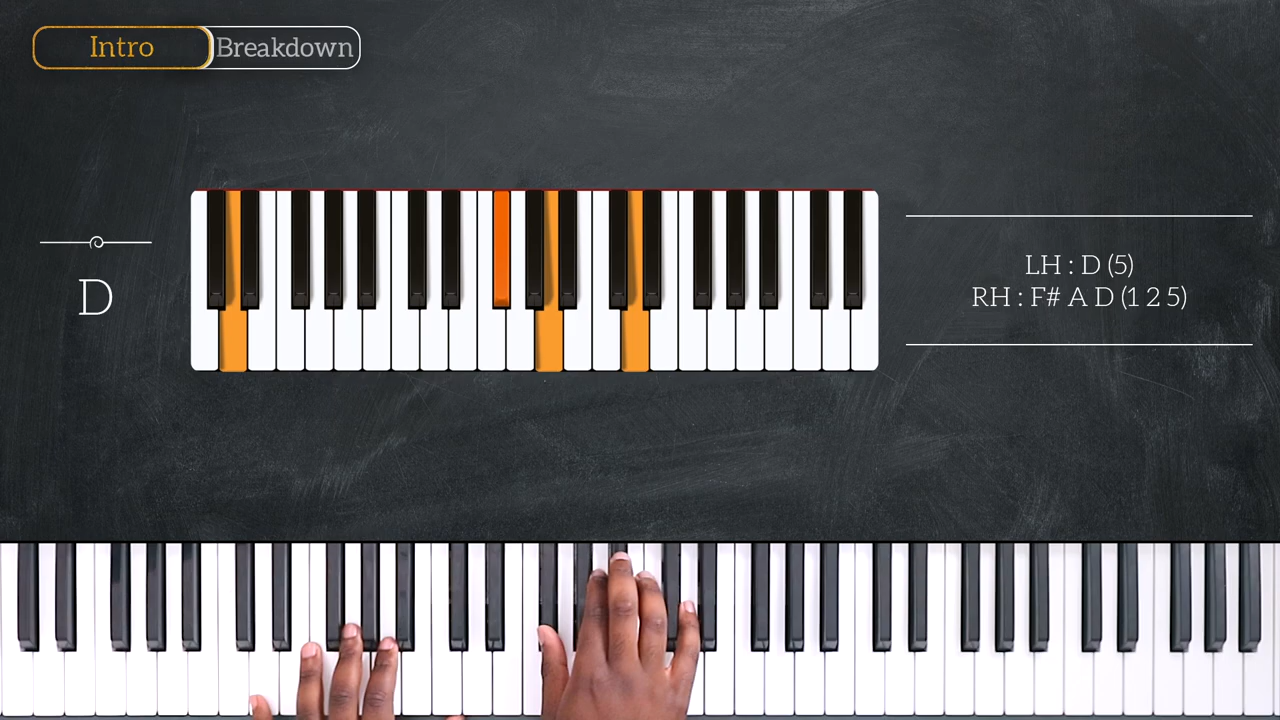 Intro
Breakdown
D
LH : D (5)
RH : F# A D (1 2 5)